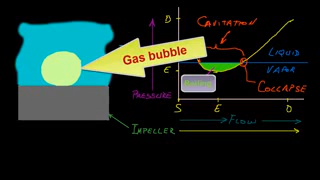 D
CAVITATION
Gas bubble
LIQUID
VAPOR
E
PRESSURE
COLLAPSE
S
E
D
IMPELLER
FLOW